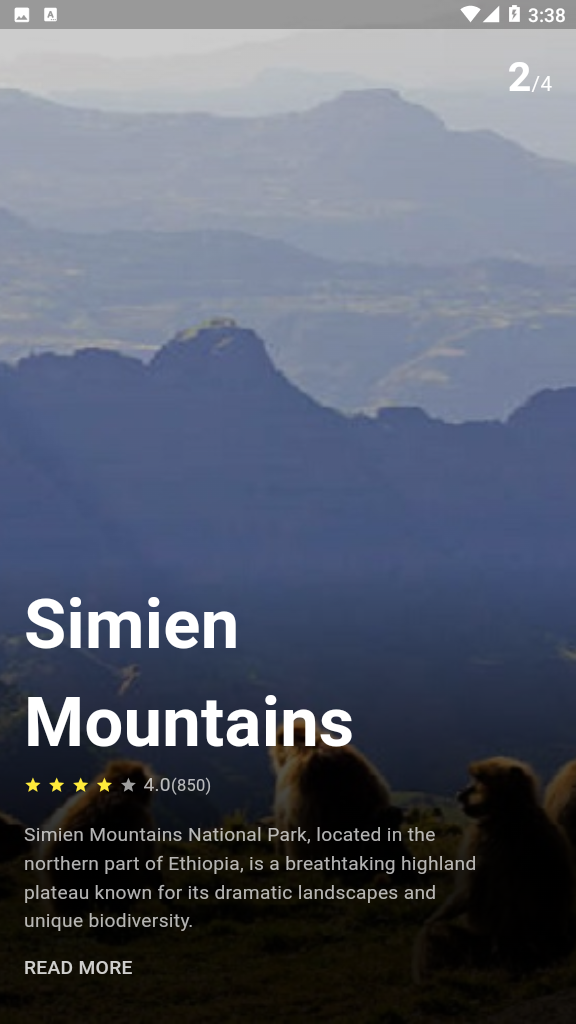 3:38
2/4
Simien
Mountains
4.0(850)
Simien Mountains National Park, located in the
northern part of Ethiopia, is a breathtaking highland
plateau known for its dramatic landscapes and
unique biodiversity.
READ MORE